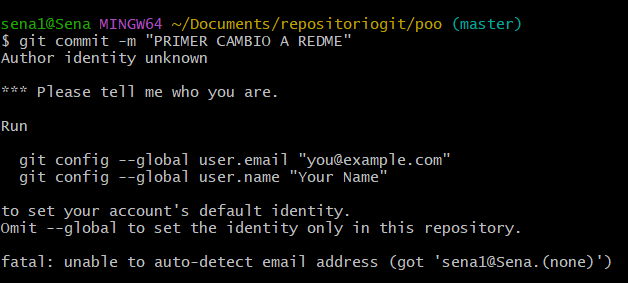 sena1@Sena MINGW64 ~/Documents/repositoriogit/poo (master)
$ git commit -m "PRIMER CAMBIO A REDME"
Author identity unknown
*** Please tell me who you are.
Run
git config --global user.email "you@example.com"
git config --global user.name "Your Name"
to set your account's default identity.
Omit --global to set the identity only in this repository.
fatal: unable to auto-detect email address (got 'sena1@Sena.(none)')